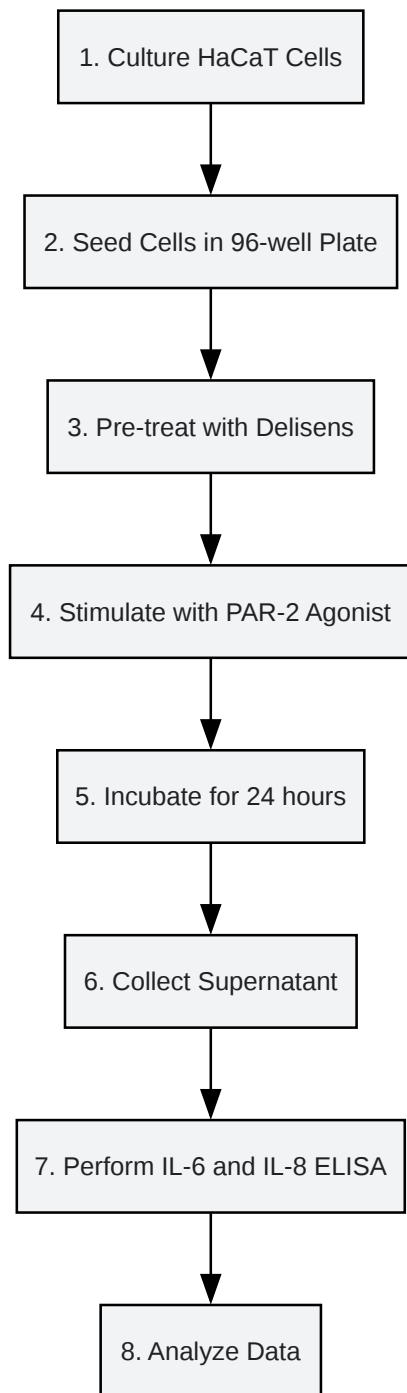 1. Culture HaCaT Cells
2. Seed Cells in 96-well Plate
3. Pre-treat with Delisens
4. Stimulate with PAR-2 Agonist
5. Incubate for 24 hours
6. Collect Supernatant
7. Perform IL-6 and IL-8 ELISA
8. Analyze Data